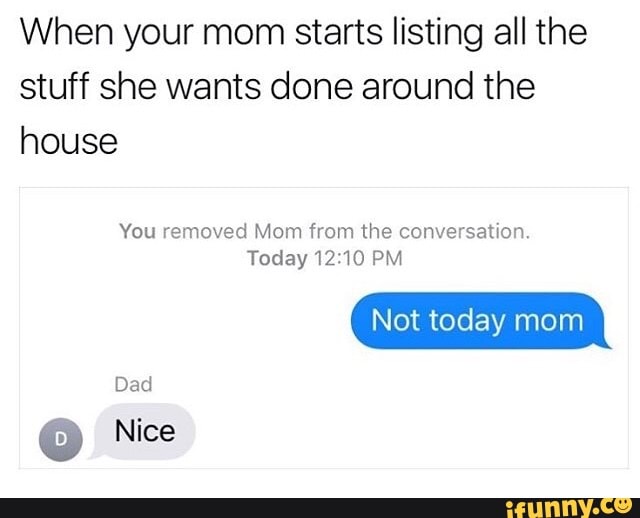 When your mom starts listing all the
stuff she wants done around the
house
You removed Mom from the conversation.
Today 12:10 PM
Not today mom
Dad
D
Nice
ifunny.co